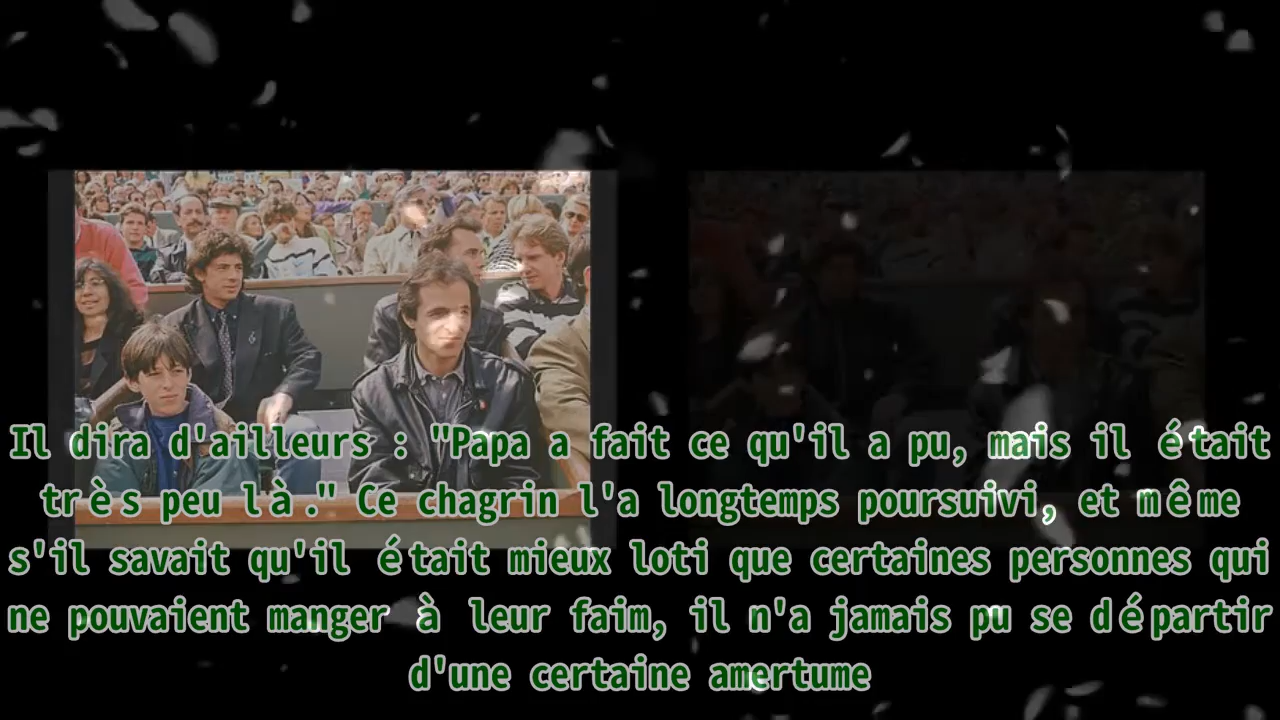 Il dira d'ailleurs : "Papa a fait ce qu'il a pu, mais il était
très peu là." Ce chagrin l'a longtemps poursuivi, et même
s'il savait qu'il était mieux loti que certaines personnes qui
ne pouvaient manger à leur faim, il n'a jamais pu se départir
d'une certaine amertume